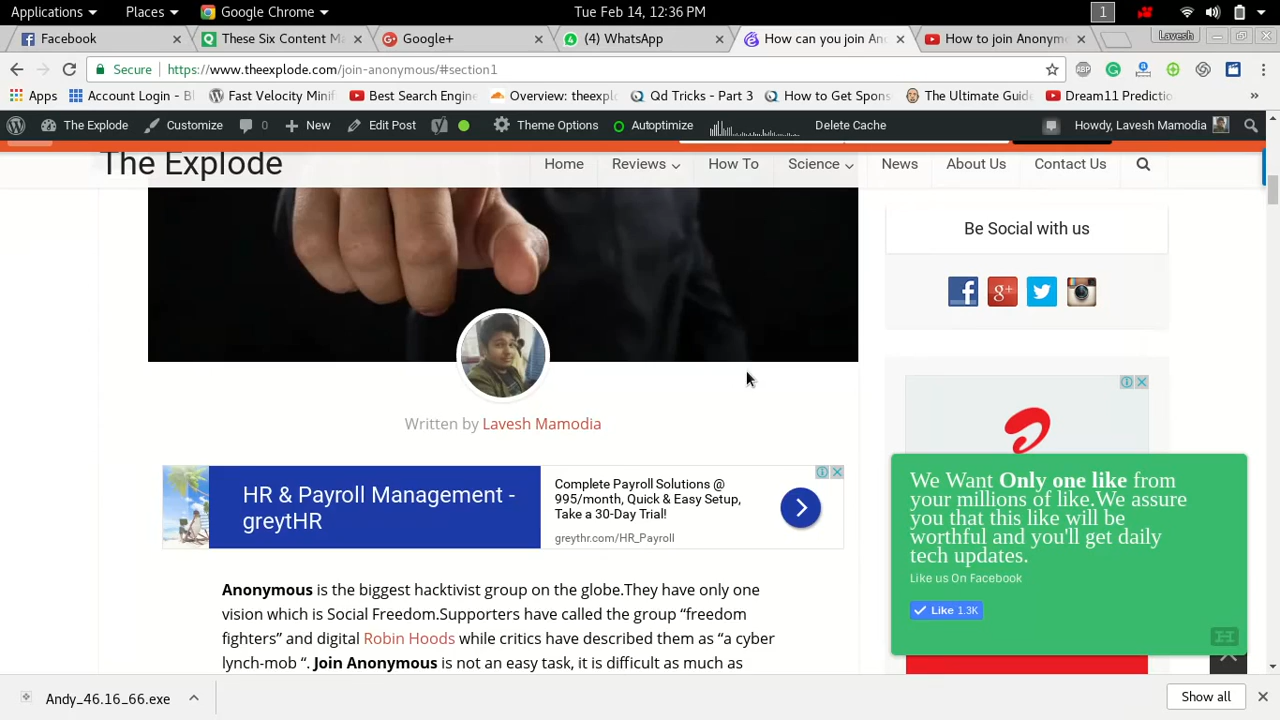 Applications
Places
Google Chrome
Tue Feb 14, 12:36 PM
1
Facebook
These Six Content Ma
Google+
(4) WhatsApp
How can you join An
How to join Anonym
Lavesh
Secure
https://www.theexplode.com/join-anonymous/#section1
ABP
Apps
Account Login - Bl
Fast Velocity Minif
Best Search Engine
Overview: theexplo
Qd Tricks - Part 3
How to Get Spons
The Ultimate Guide
Dream11 Predictio
»
The Explode
Customize
0
New
Edit Post
Theme Options
Autoptimize
Delete Cache
Howdy, Lavesh Mamodia
The Explode
Home
Reviews
How To
Science
News
About Us
Contact Us
Written by Lavesh Mamodia
HR & Payroll Management -
greytHR
Complete Payroll Solutions @
995/month, Quick & Easy Setup,
Take a 30-Day Trial!
greythr.com/HR_Payroll
Anonymous is the biggest hacktivist group on the globe.They have only one
vision which is Social Freedom.Supporters have called the group “freedom
fighters” and digital Robin Hoods while critics have described them as “a cyber
lynch-mob “. Join Anonymous is not an easy task, it is difficult as much as
Be Social with us
We Want Only one like from
your millions of like.We assure
you that this like will be
worthful and you'll get daily
tech updates.
Like us On Facebook
Like 1.3K
Andy_46.16_66.exe
Show all